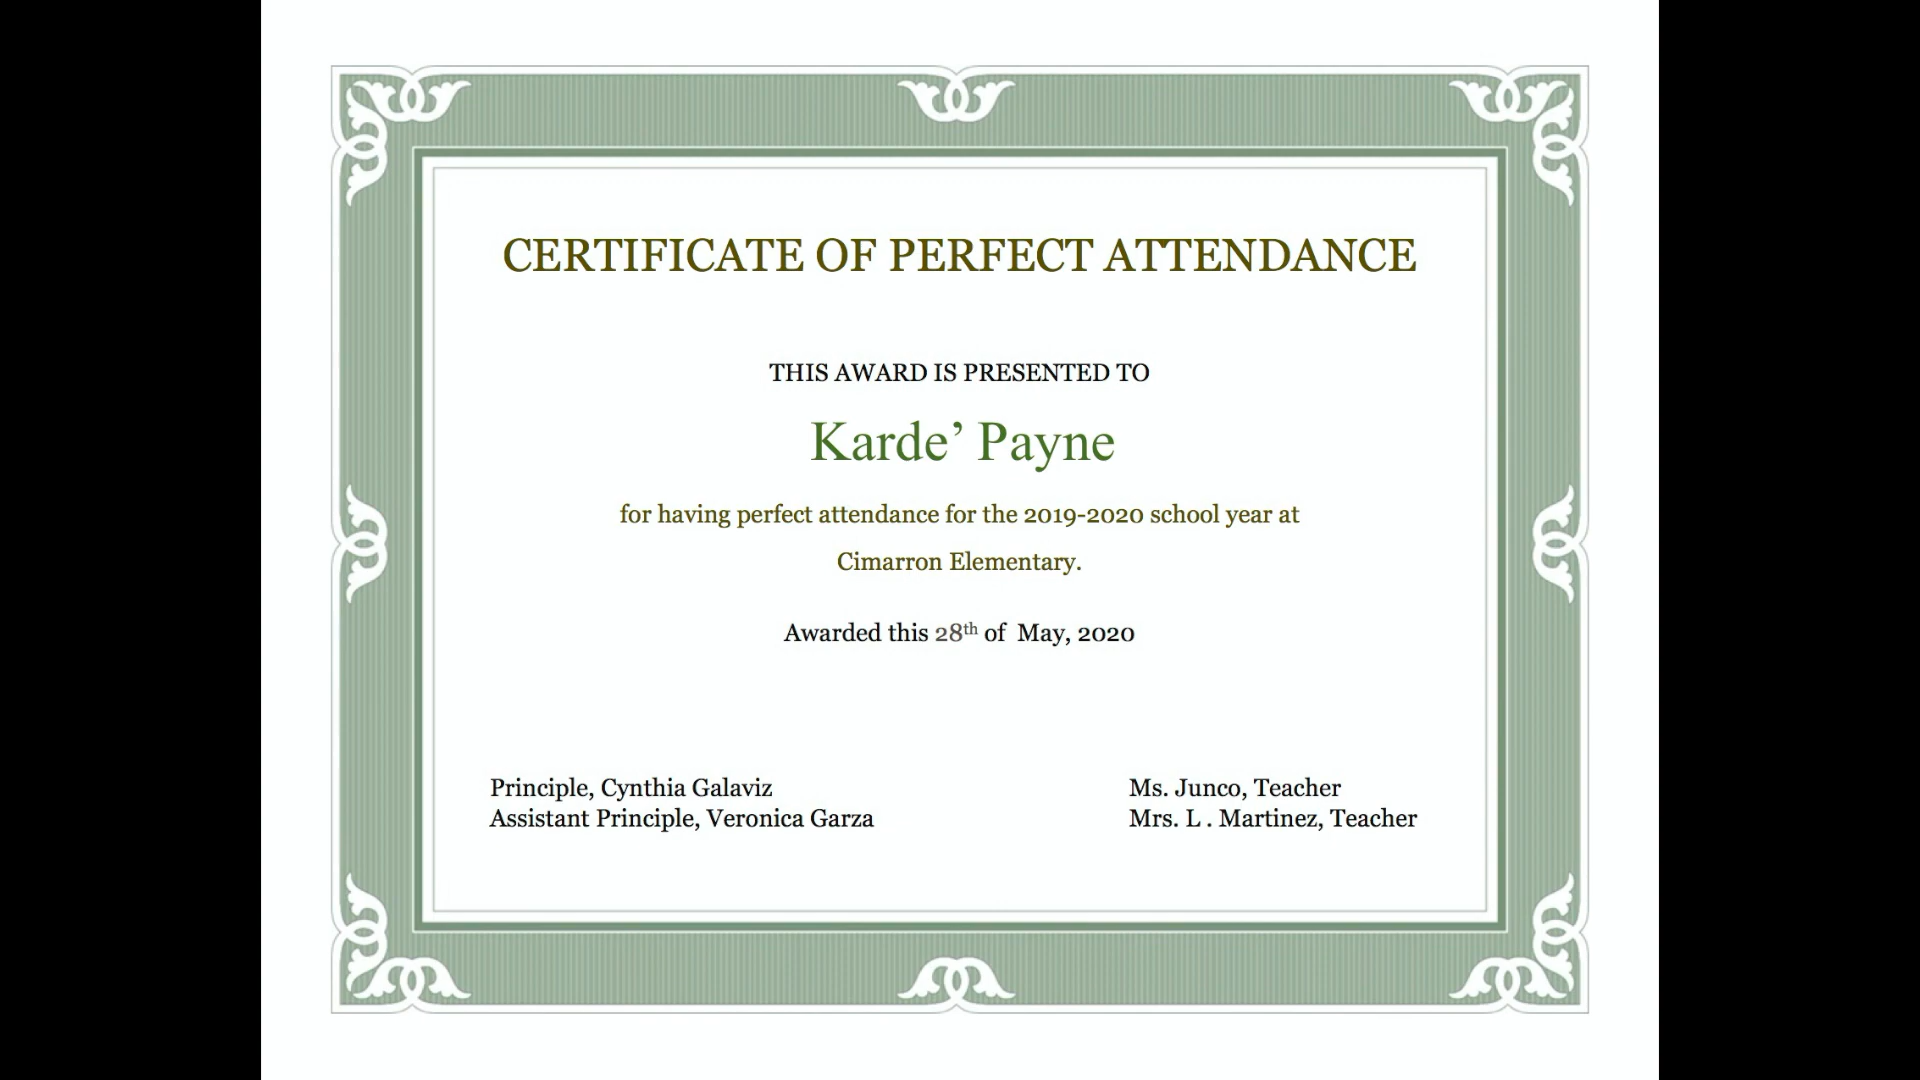 CERTIFICATE OF PERFECT ATTENDANCE
THIS AWARD IS PRESENTED TO
Karde’ Payne
for having perfect attendance for the 2019-2020 school year at
Cimarron Elementary.
Awarded this 28th of  May, 2020
Principle, Cynthia Galaviz
Assistant Principle, Veronica Garza
Ms. Junco, Teacher
Mrs. L . Martinez, Teacher